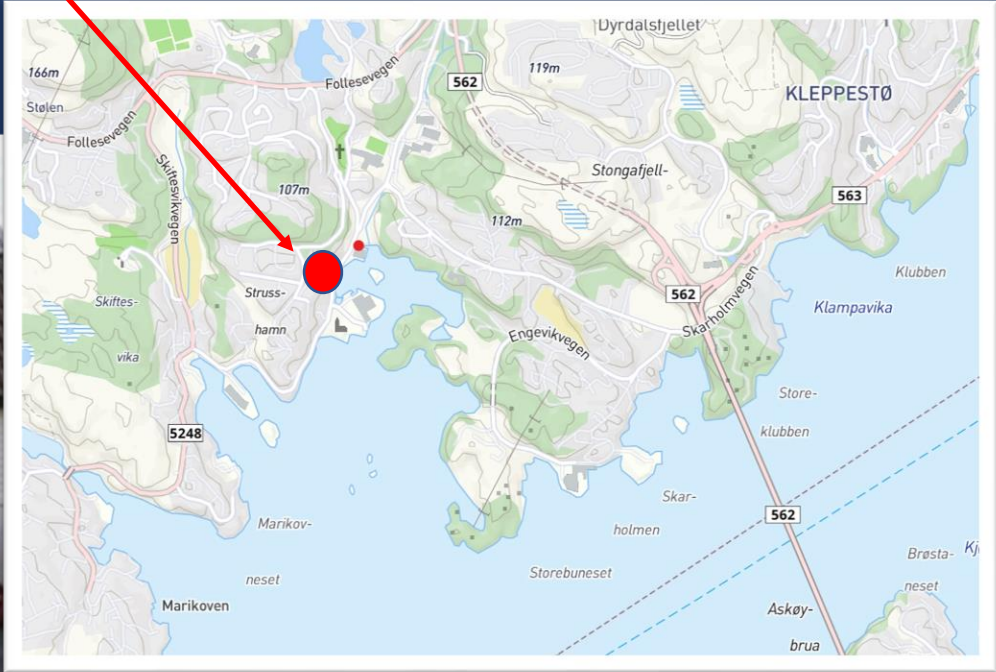 Dyrdalsfjellet
166m
562
119m
Follesevegen
KLEPPESTØ
Stølen
Follesevegen
Skiftesvikvegen
Stongafjell-
107m
563
112m
Klubben
Struss-
hamn
562
Klampavika
Skiftes-
vika
Engevikvegen
Skarholmvegen
Store-
klubben
5248
Skar-
holmen
562
Marikov-
neset
Storebuneset
Brøsta-
neset
Marikoven
Askøy-
brua